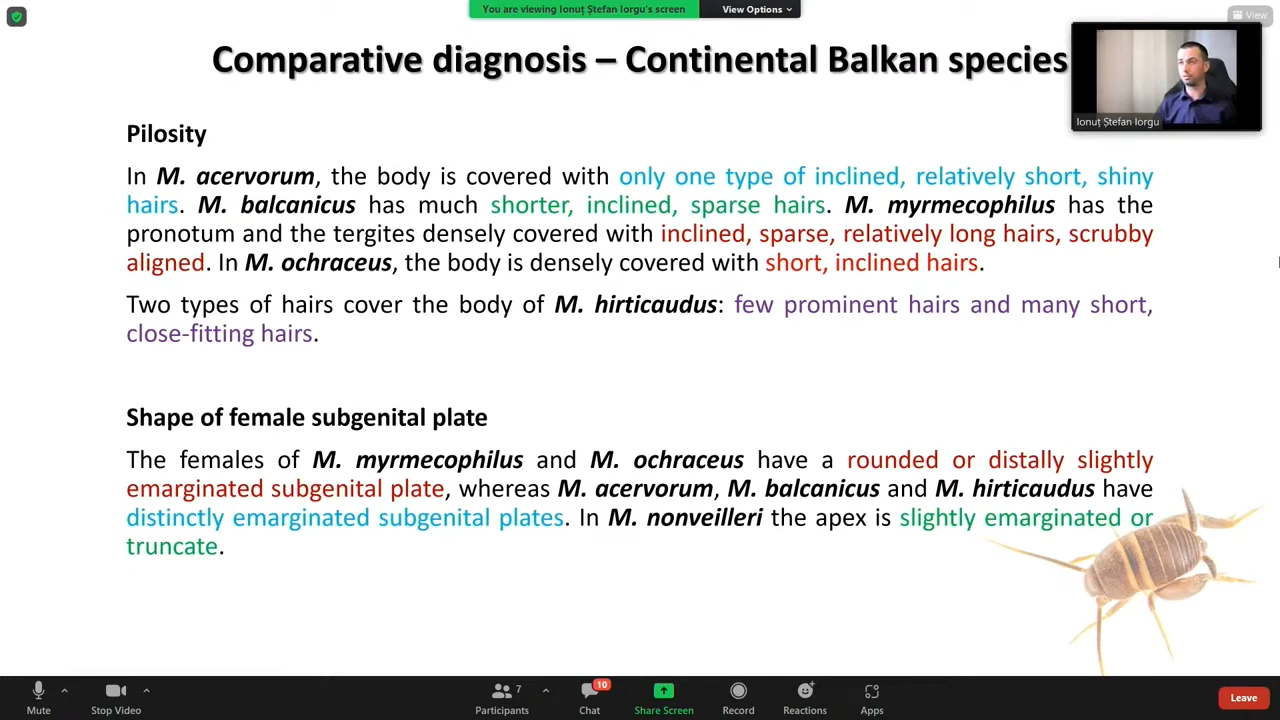 You are viewing Ionuț Ștefan Iorgu's screen
View Options
View
Comparative diagnosis – Continental Balkan species
Ionuț Ștefan Iorgu
Pilosity
In M. acervorum, the body is covered with only one type of inclined, relatively short, shiny
hairs. M. balcanicus has much shorter, inclined, sparse hairs. M. myrmecophilus has the
pronotum and the tergites densely covered with inclined, sparse, relatively long hairs, scrubby
aligned. In M. ochraceus, the body is densely covered with short, inclined hairs.
Two types of hairs cover the body of M. hirticaudus: few prominent hairs and many short,
close-fitting hairs.
Shape of female subgenital plate
The females of M. myrmecophilus and M. ochraceus have a rounded or distally slightly
emarginated subgenital plate, whereas M. acervorum, M. balcanicus and M. hirticaudus have
distinctly emarginated subgenital plates. In M. nonveilleri the apex is slightly emarginated or
truncate.
Mute
Stop Video
Participants
7
Chat
10
Share Screen
Record
Reactions
Apps
Leave